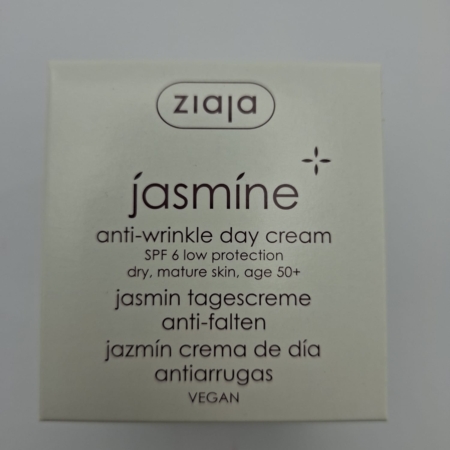 ziaja
jasmine
anti-wrinkle day cream
SPF 6 low protection
dry, mature skin, age 50+
jasmin tagescreme
anti-falten
jazmín crema de día
antiarrugas
VEGAN